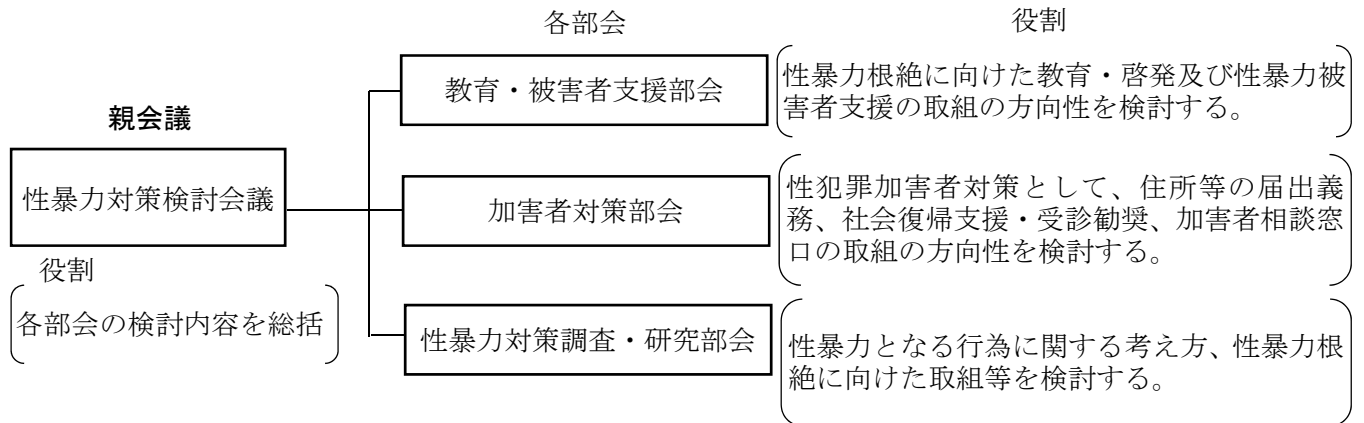 各部会
役割
教育・被害者支援部会
性暴力根絶に向けた教育・啓発及び性暴力被
害者支援の取組の方向性を検討する。
親会議
性暴力対策検討会議
役割
各部会の検討内容を総括
加害者対策部会
性犯罪加害者対策として、住所等の届出義
務、社会復帰支援・受診勧奨、加害者相談窓
口の取組の方向性を検討する。
性暴力対策調査・研究部会
性暴力となる行為に関する考え方、性暴力根
絶に向けた取組等を検討する。